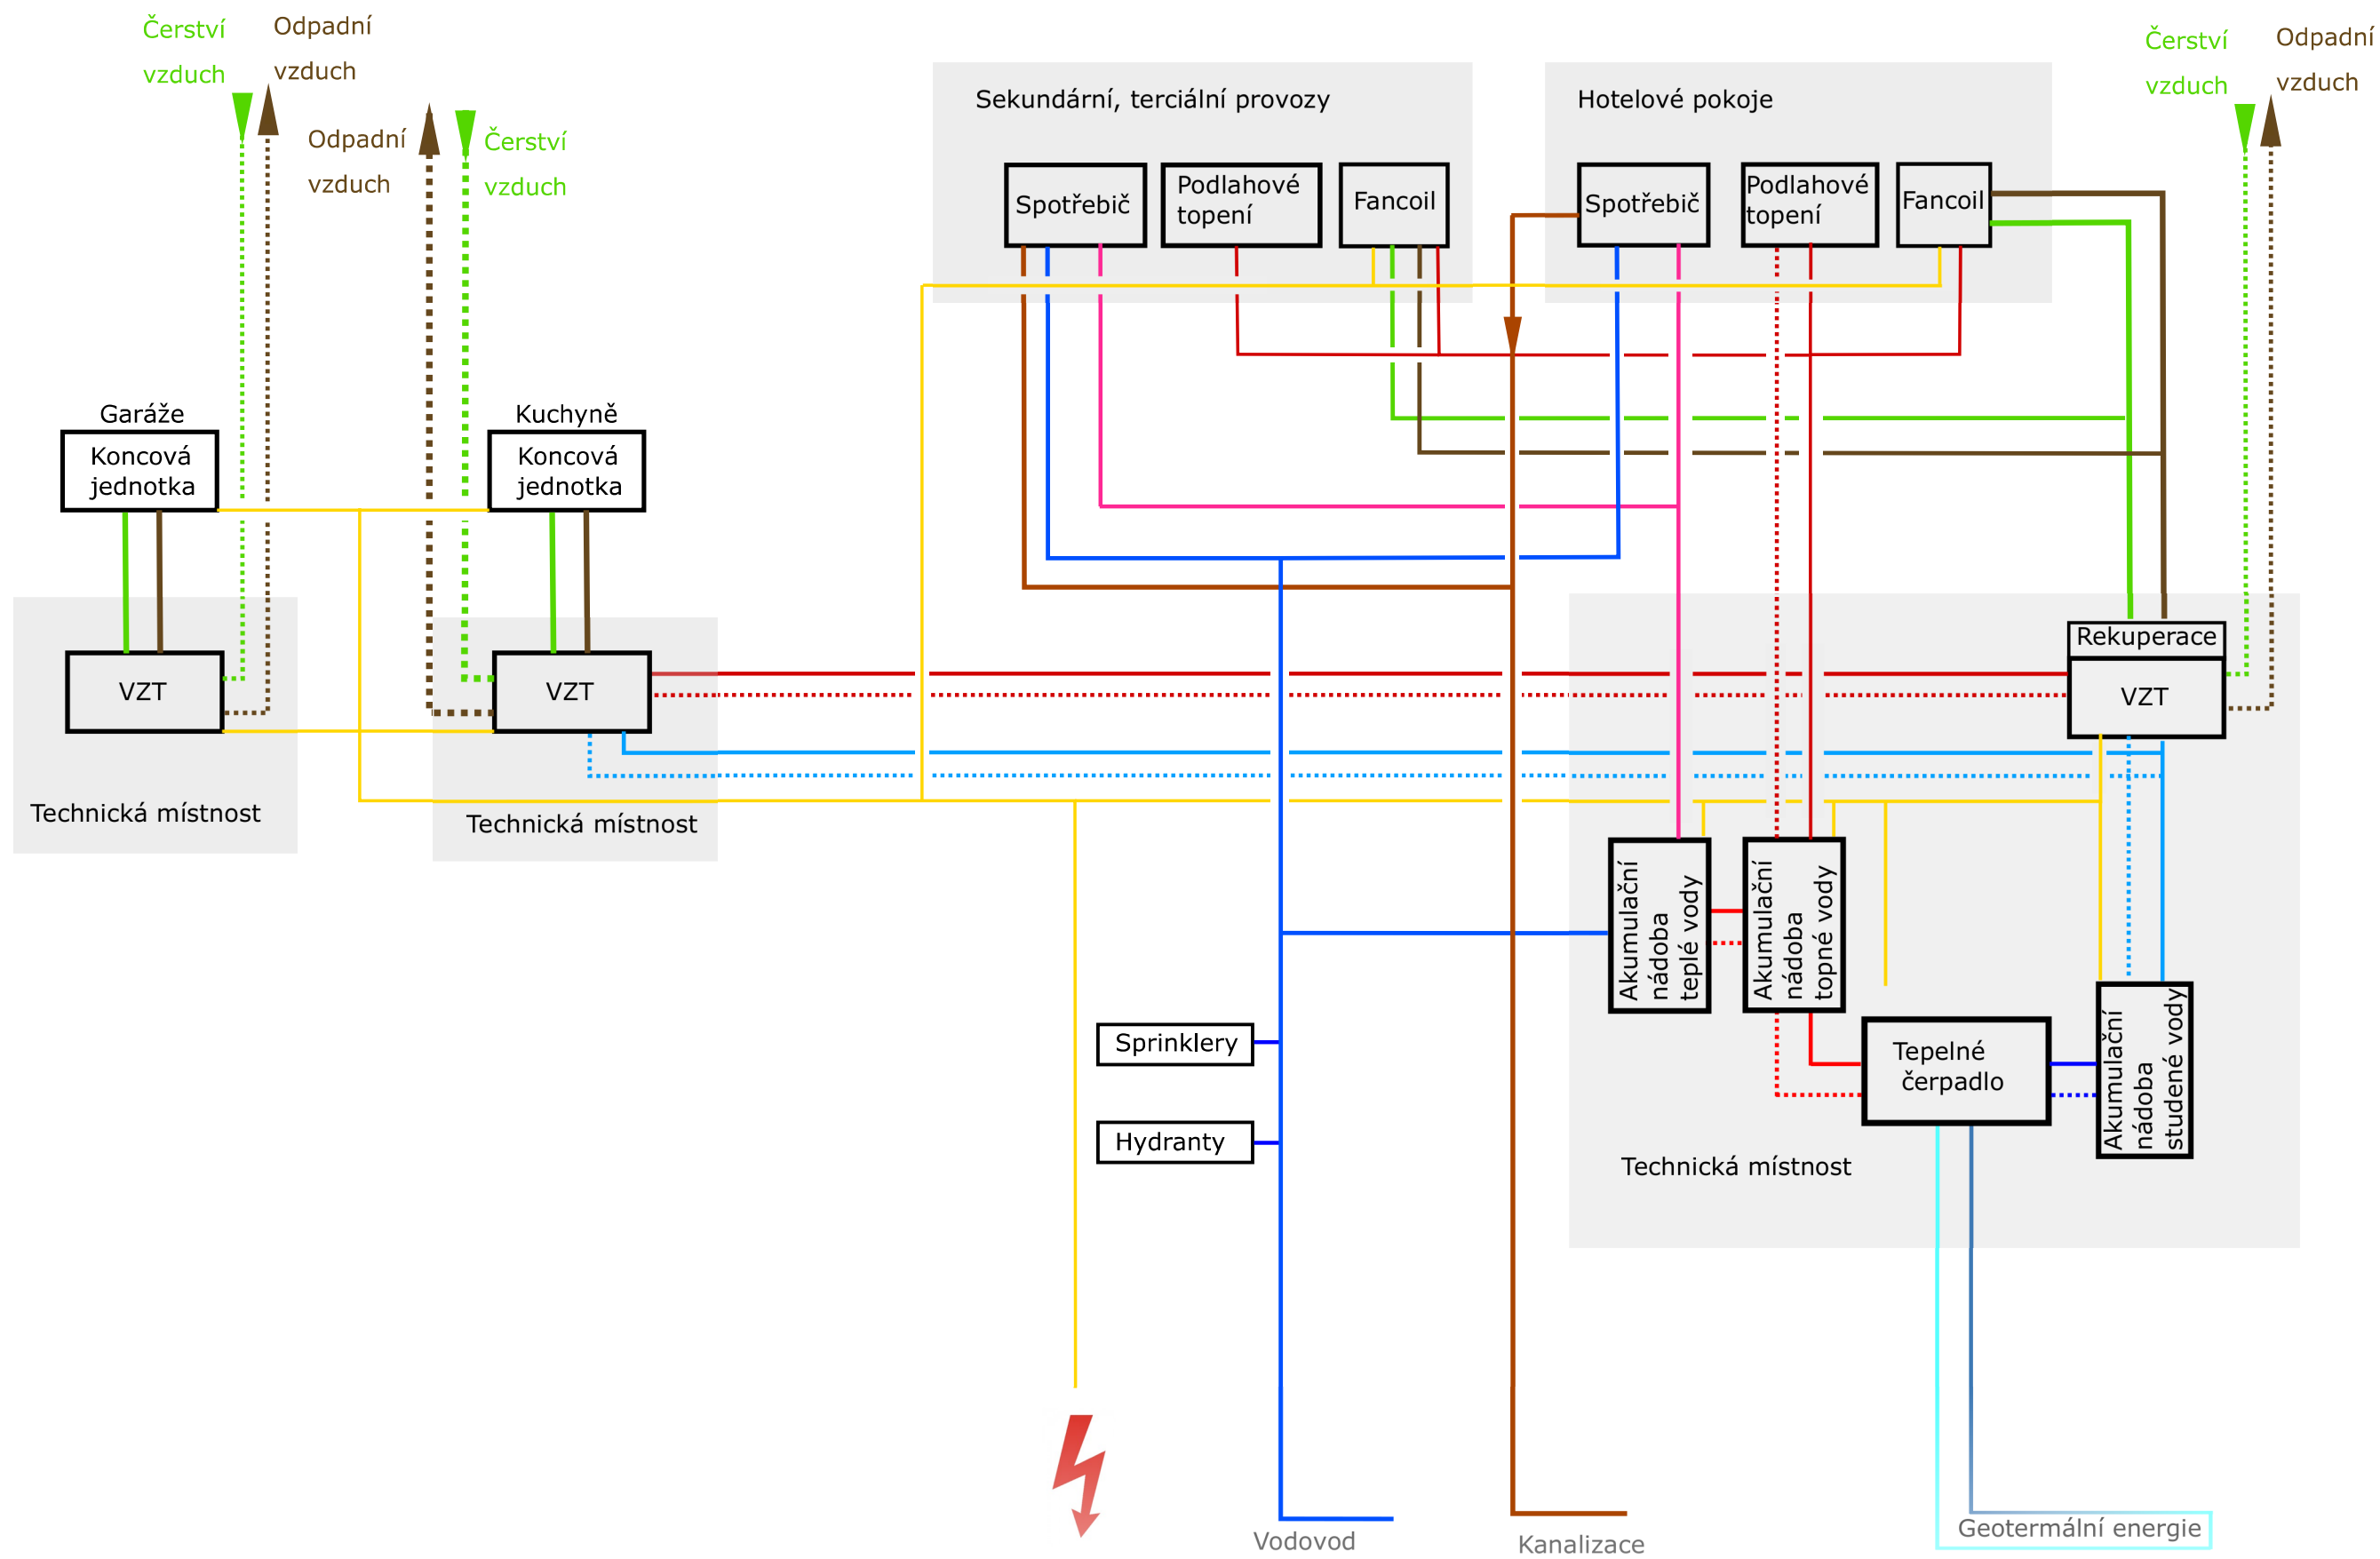 Čerství
vzduch
Odpadní
vzduch
Odpadní
vzduch
Čerství
vzduch
Sekundární, terciální provozy
Spotřebič
Podlahové
topení
Fancoil
Hotelové pokoje
Spotřebič
Podlahové
topení
Fancoil
Čerství
vzduch
Odpadní
vzduch
Garáže
Koncová
jednotka
Kuchyně
Koncová
jednotka
VZT
Technická místnost
VZT
Technická místnost
Rekuperace
VZT
Akumulační
nádoba
teplé vody
Akumulační
nádoba
topné vody
Tepelné
čerpadlo
Akumulační
nádoba
studené vody
Technická místnost
Sprinklery
Hydranty
Vodovod
Kanalizace
Geotermální energie